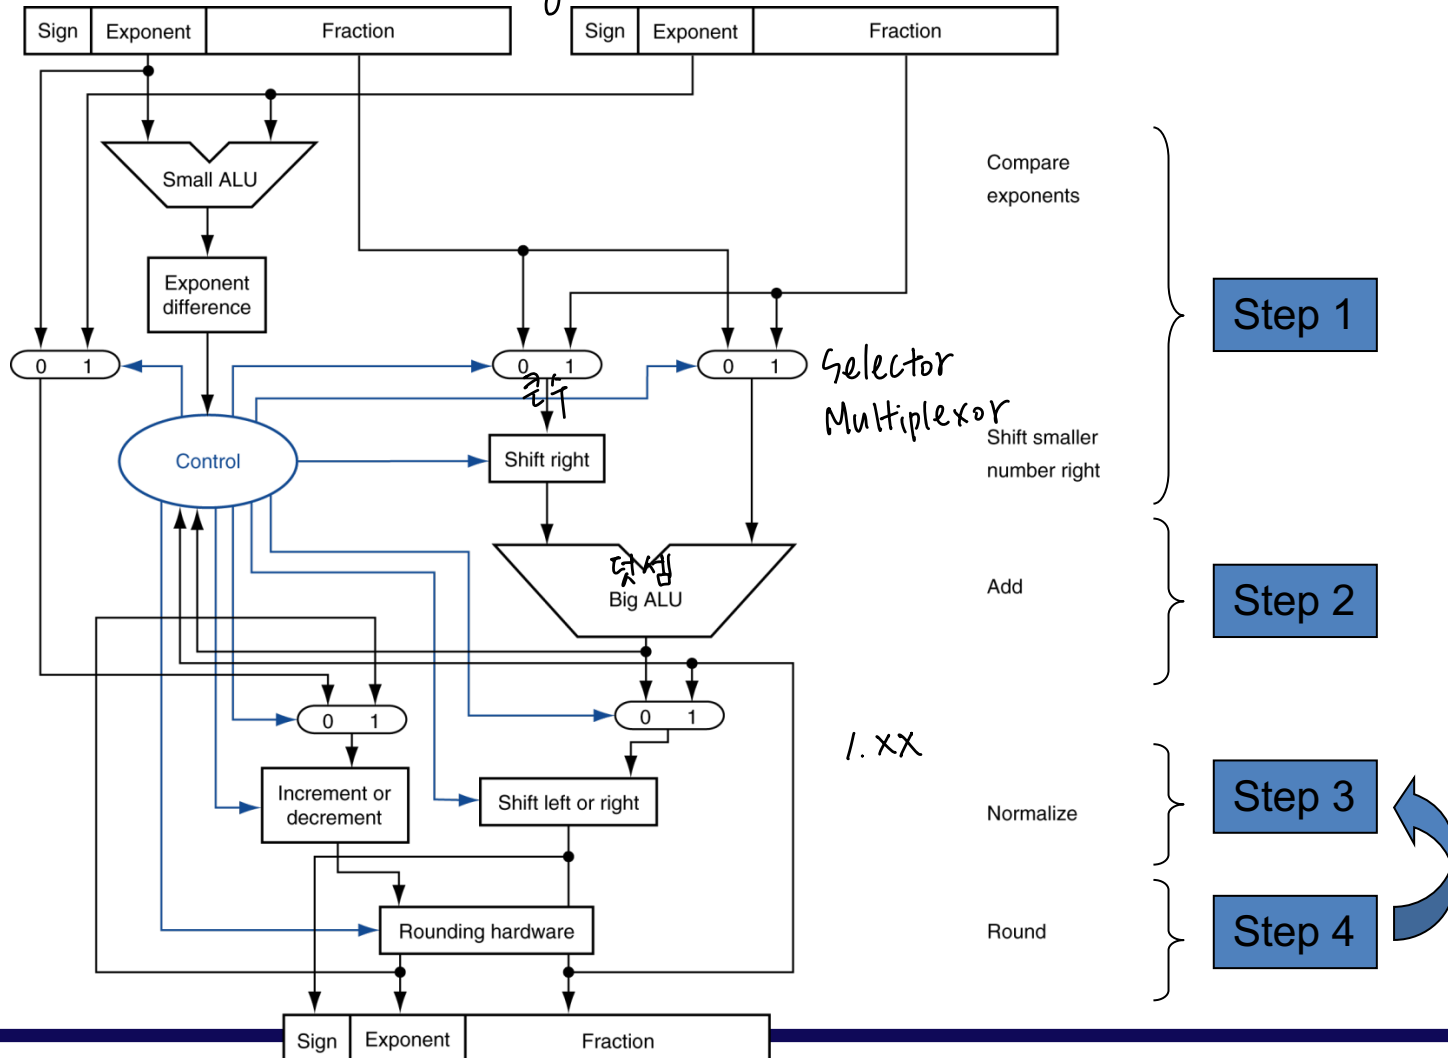 Sign Exponent Fraction
Sign Exponent Fraction
Small ALU
Compare
exponents
Exponent
difference
Step 1
0 1
0 1
0 1
Selector
Multiplexor
Control
Shift right
Shift smaller
number right
덧셈
Big ALU
Add
Step 2
0 1
0 1
1.XX
Increment or
decrement
Shift left or right
Normalize
Step 3
Rounding hardware
Round
Step 4
Sign Exponent Fraction